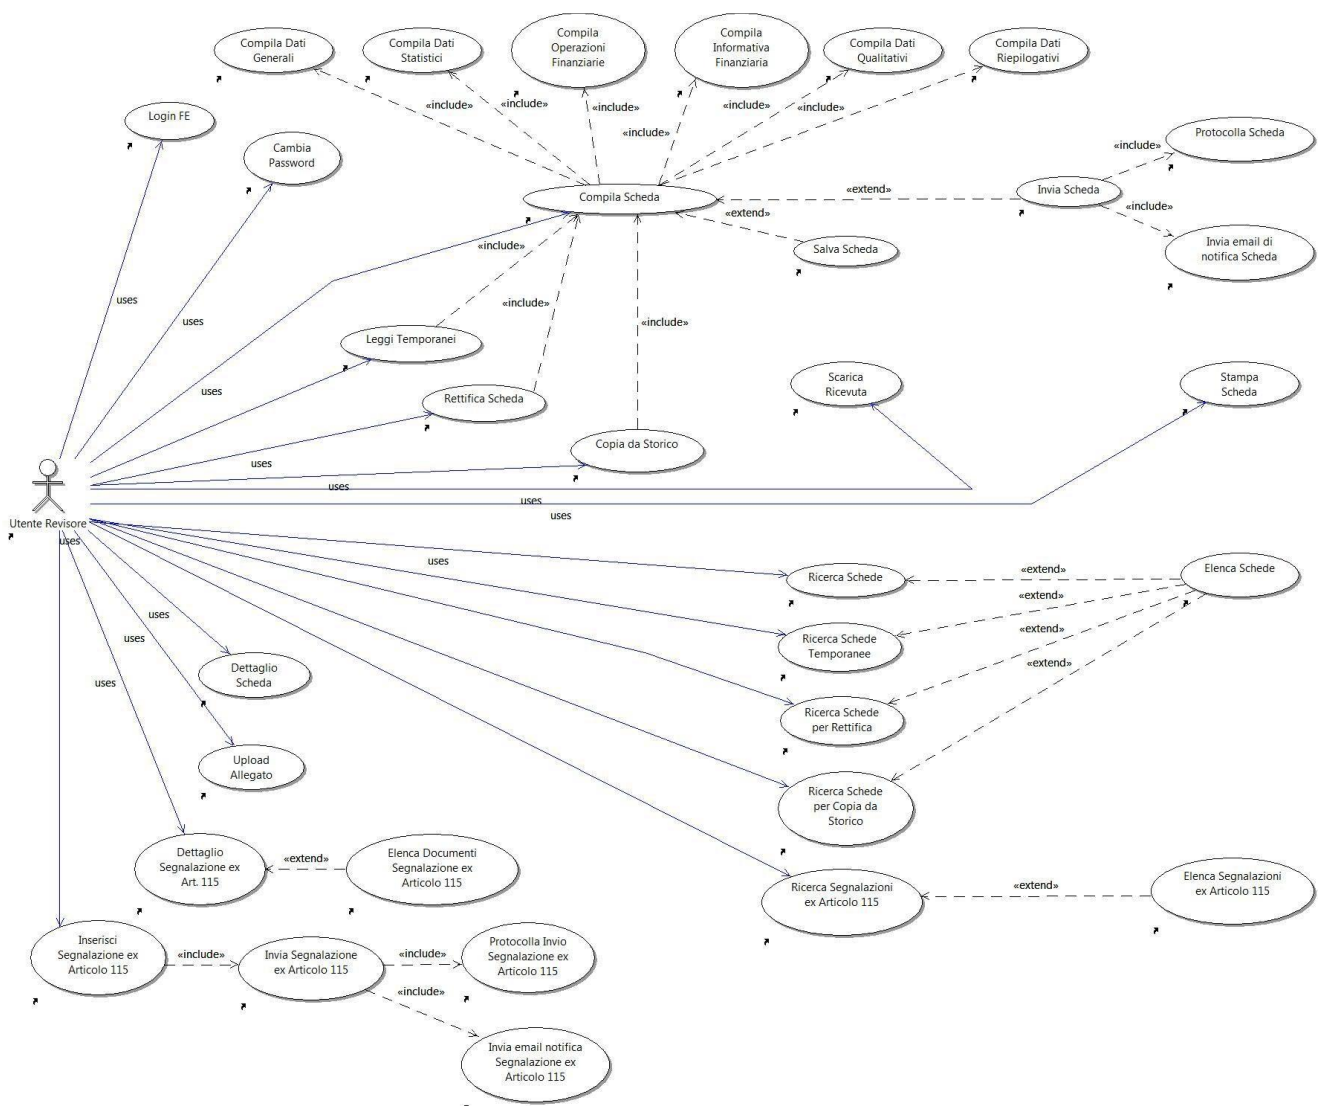 Compila Dati
Generali
Compila Dati
Statistici
Compila
Operazioni
Finanziarie
Compila
Informativa
Finanziaria
Compila Dati
Qualitativi
Compila Dati
Riepilogativi
«include»
«include»
«include»
«include»
«include»
«include»
Login FE
Cambia
Password
Protocolla Scheda
«include»
Compila Scheda
«extend»
Invia Scheda
«include»
«extend»
Salva Scheda
Invia email di
notifica Scheda
«include»
«include»
«include»
uses
uses
Leggi Temporanei
uses
Rettifica Scheda
Scarica
Ricevuta
Stampa
Scheda
Copia da Storico
uses
uses
uses
uses
Utente Revisore
uses
uses
Ricerca Schede
«extend»
Elenca Schede
«extend»
«extend»
«extend»
uses
uses
uses
Ricerca Schede
Temporanee
Dettaglio
Scheda
Ricerca Schede
per Rettifica
Upload
Allegato
Ricerca Schede
per Copia da
Storico
Dettaglio
Segnalazione ex
Art. 115
«extend»
Elenca Documenti
Segnalazione ex
Articolo 115
Ricerca Segnalazioni
ex Articolo 115
«extend»
Elenca Segnalazioni
ex Articolo 115
Inserisci
Segnalazione ex
Articolo 115
«include»
Invia Segnalazione
ex Articolo 115
«include»
Protocolla Invio
Segnalazione ex
Articolo 115
«include»
Invia email notifica
Segnalazione ex
Articolo 115